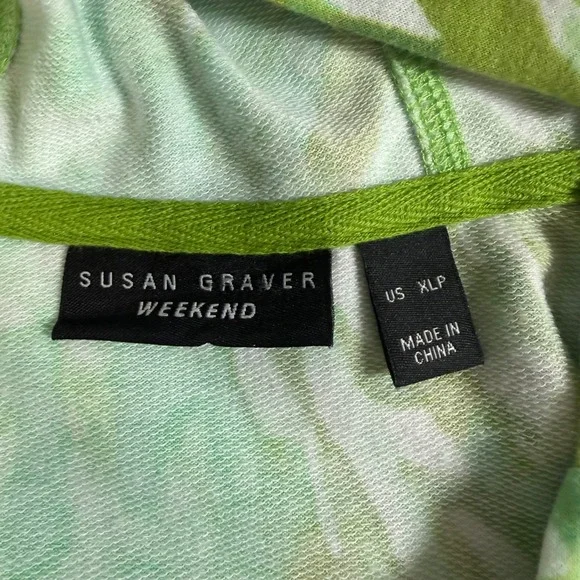 SUSAN GRAVER
WEEKEND
US XLP
MADE IN
CHINA